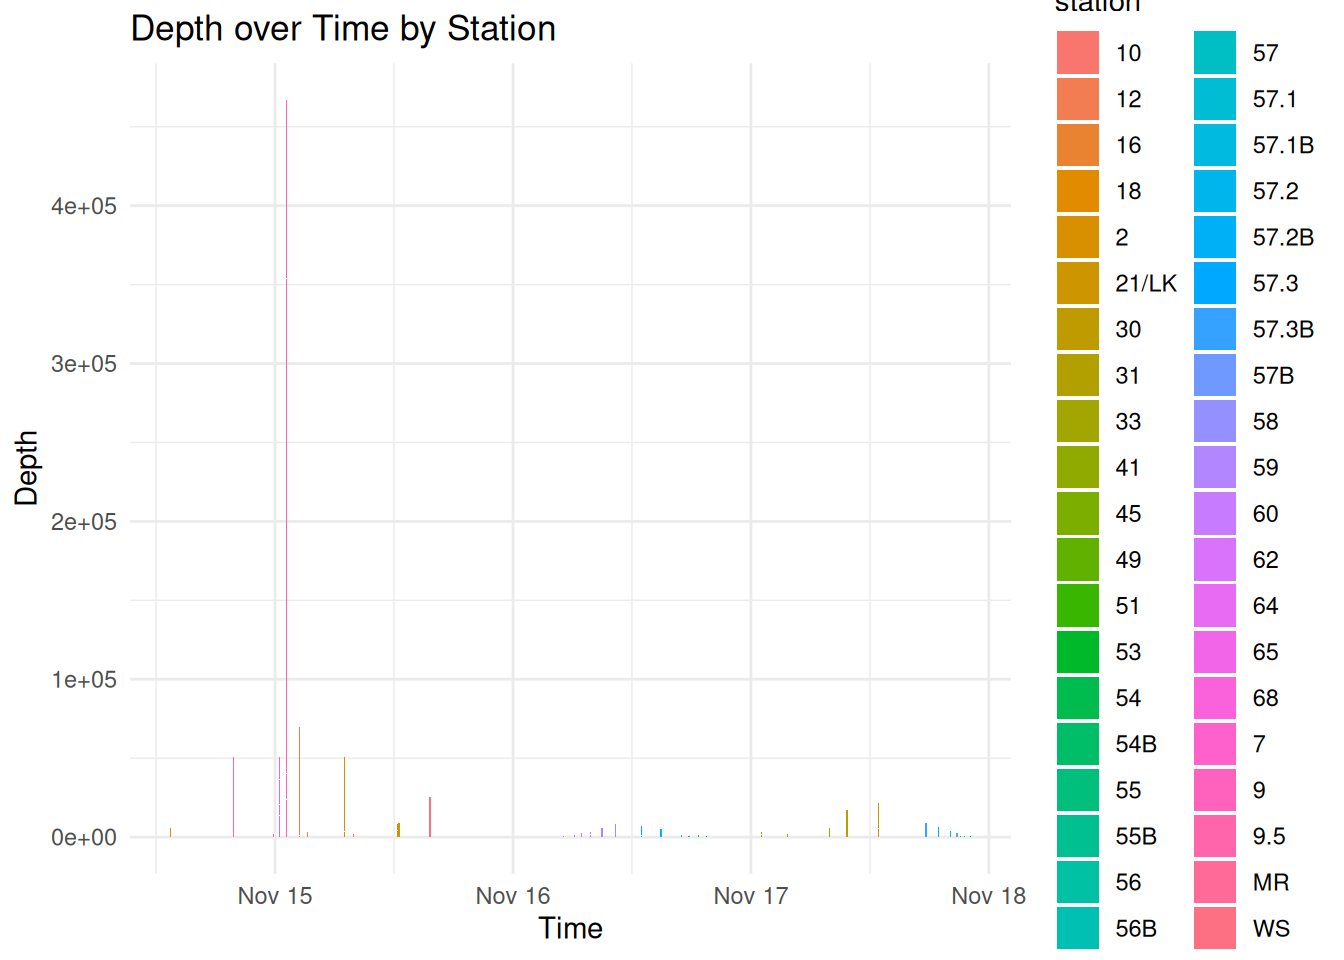 Depth over Time by Station
station
10
12
16
18
2
21/LK
30
31
33
41
45
49
51
53
54
54B
55
55B
56
56B
57
57.1
57.1B
57.2
57.2B
57.3
57.3B
57B
58
59
60
62
64
65
68
7
9
9.5
MR
WS
4e+05
3e+05
2e+05
1e+05
0e+00
Depth
Nov 15
Nov 16
Nov 17
Nov 18
Time